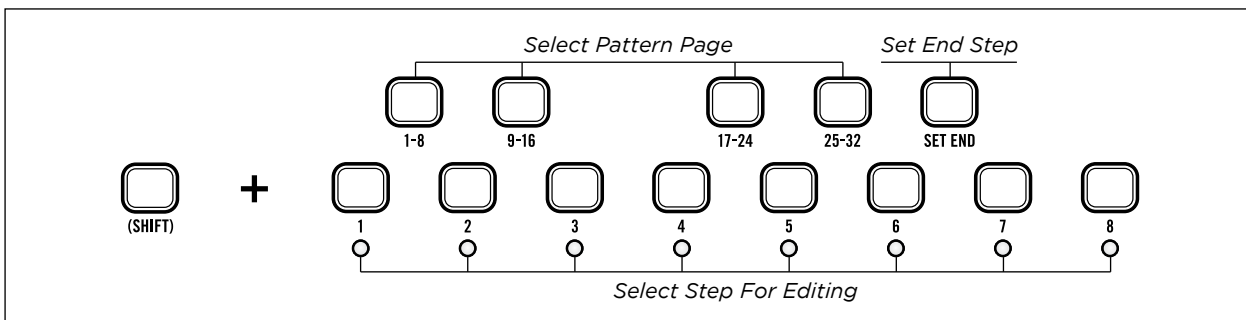 Select Pattern Page Set End Step
1-8 9-16 17-24 25-32 SET END
+
(SHIFT) 1 2 3 4 5 6 7 8
Select Step For Editing